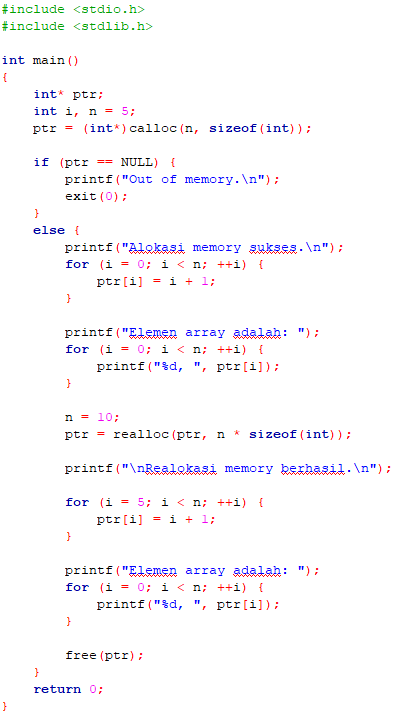 #include <stdio.h>
#include <stdlib.h>

int main()
{
    int* ptr;
    int i, n = 5;
    ptr = (int*)calloc(n, sizeof(int));

    if (ptr == NULL) {
        printf("Out of memory.\n");
        exit(0);
    }
    else {
        printf("Alokasi memory sukses.\n");
        for (i = 0; i < n; ++i) {
            ptr[i] = i + 1;
        }

        printf("Elemen array adalah: ");
        for (i = 0; i < n; ++i) {
            printf("%d, ", ptr[i]);
        }

        n = 10;
        ptr = realloc(ptr, n * sizeof(int));

        printf("\nRealokasi memory berhasil.\n");

        for (i = 5; i < n; ++i) {
            ptr[i] = i + 1;
        }

        printf("Elemen array adalah: ");
        for (i = 0; i < n; ++i) {
            printf("%d, ", ptr[i]);
        }

        free(ptr);
    }
    return 0;
}